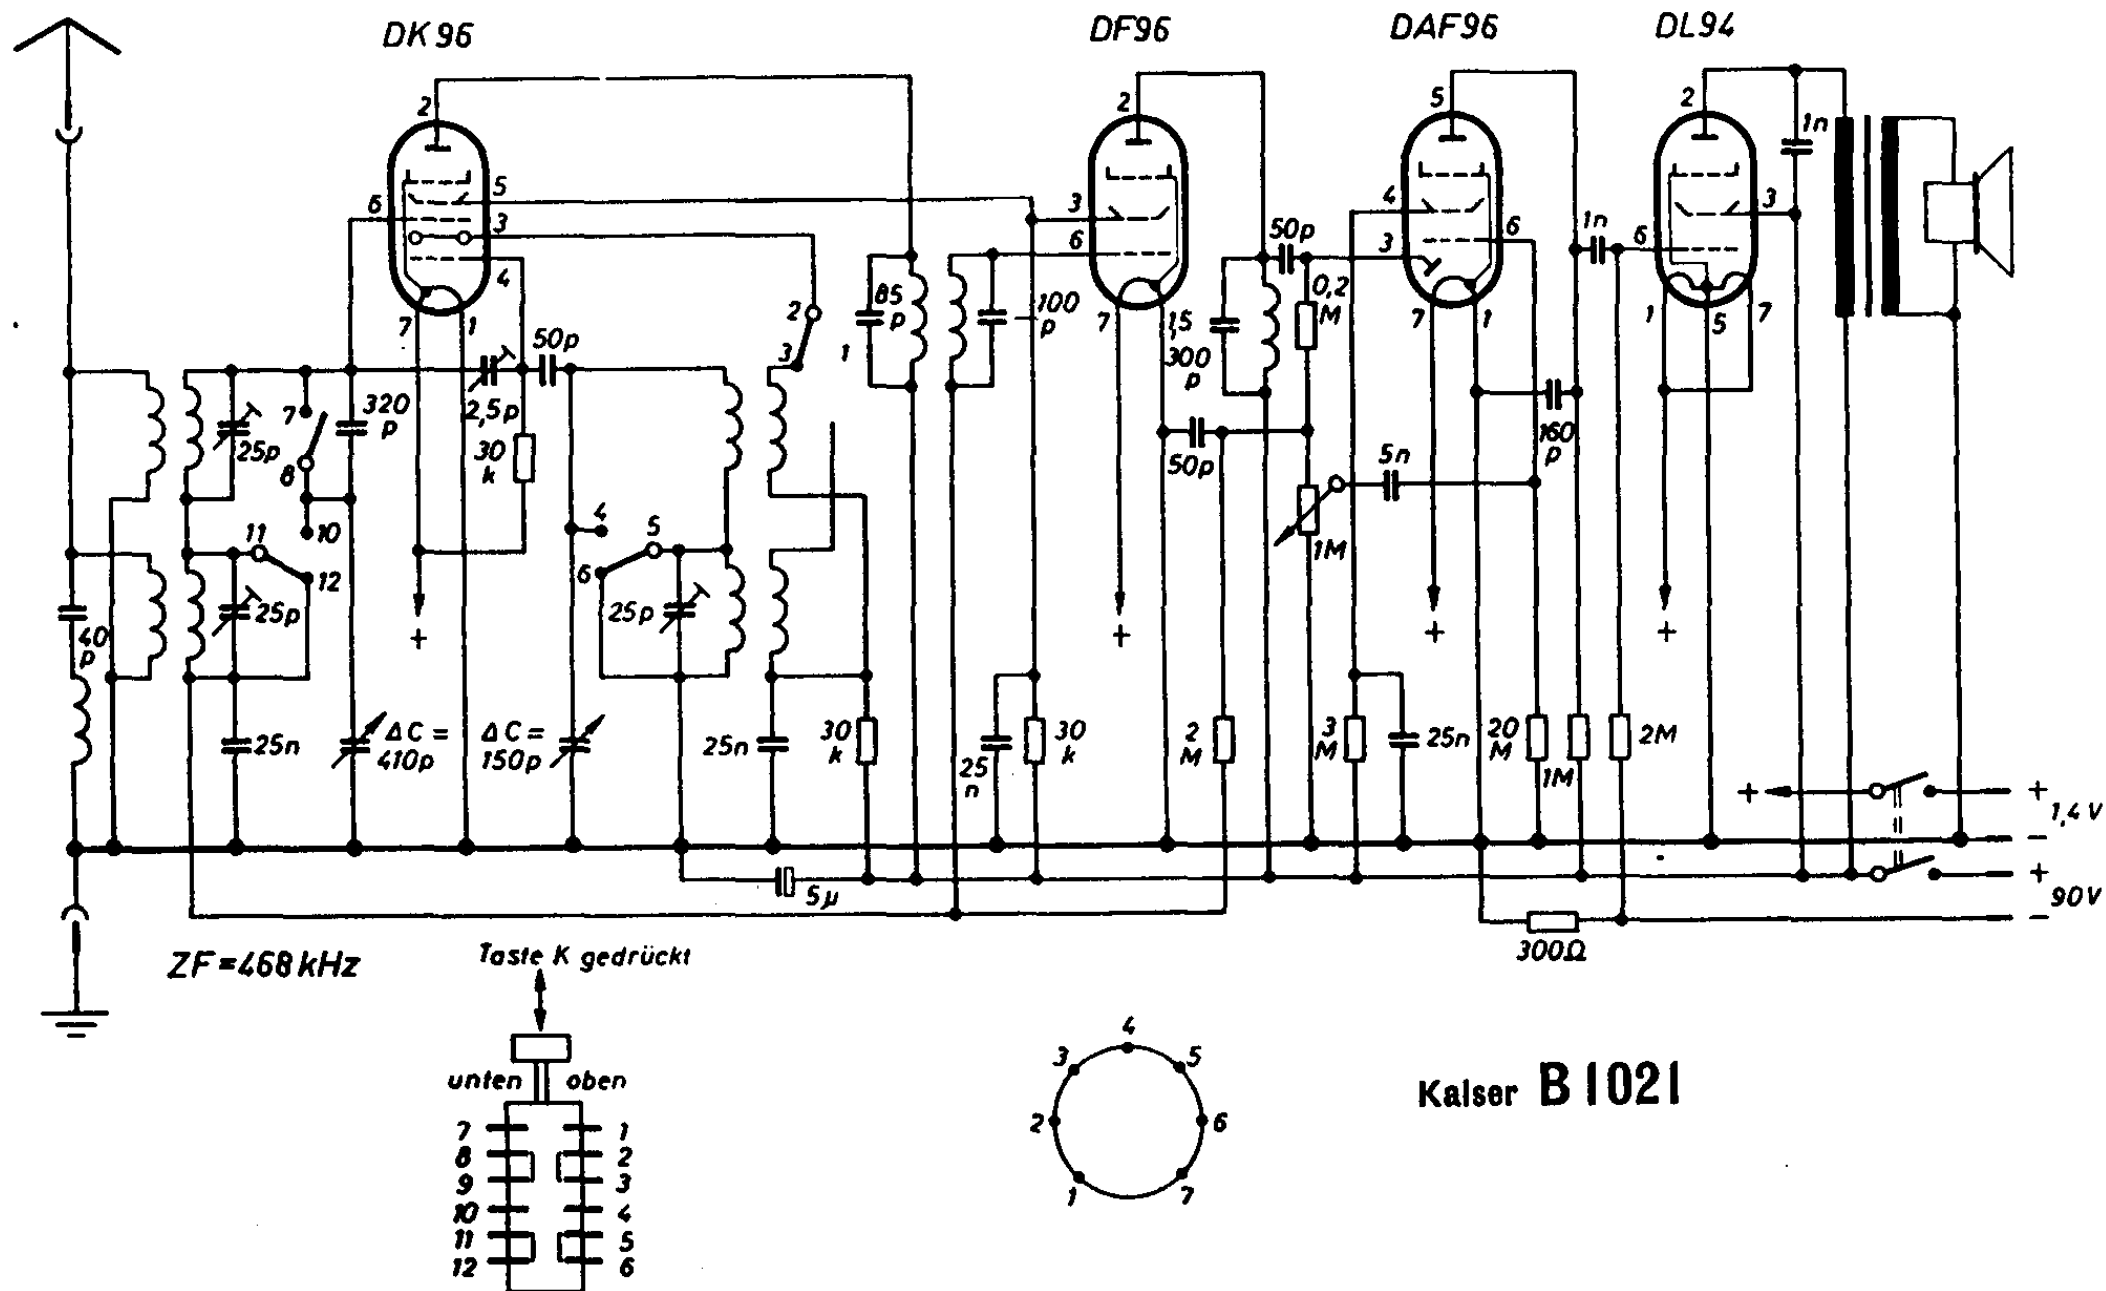 DK96
DF96
DAF96
DL94
2
6
5
3
4
7
1
2
3
6
7
1,5
5
4
3
6
7
1
2
3
6
1
5
7
1n
1n
50p
0,2
M
85
p
1
100
p
300
p
2
3
50p
2,5p
30
k
320
p
7
8
10
25p
11
12
25p
40
p
4
5
6
25p
50p
5n
160
p
1M
+
+
+
+
25n
ΔC =
410p
ΔC =
150p
25n
30
k
25
n
30
k
2
M
3
M
25n
20
M
1M
2M
+
+
1,4V
-
+
90V
-
5µ
300Ω
ZF=468kHz
Taste K gedrückt
unten oben
7 1
8 2
9 3
10 4
11 5
12 6
4
3 5
2 6
1 7
Kaiser B1021